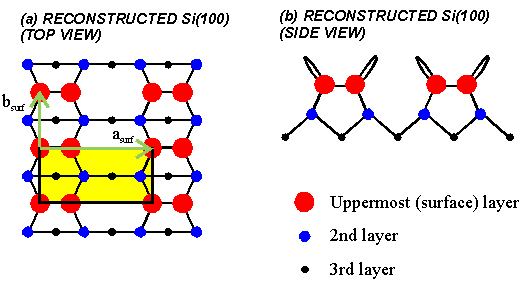 (a) RECONSTRUCTED Si(100)
(TOP VIEW)
(b) RECONSTRUCTED Si(100)
(SIDE VIEW)
bsurf
asurf
Uppermost (surface) layer
2nd layer
3rd layer